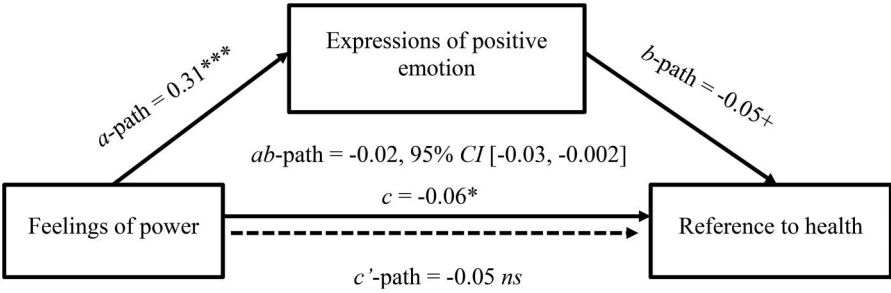 Expressions of positive
emotion
a-path = 0.31***
b-path = -0.05+
ab-path = -0.02, 95% CI [-0.03, -0.002]
Feelings of power
c = -0.06*
Reference to health
c’-path = -0.05 ns